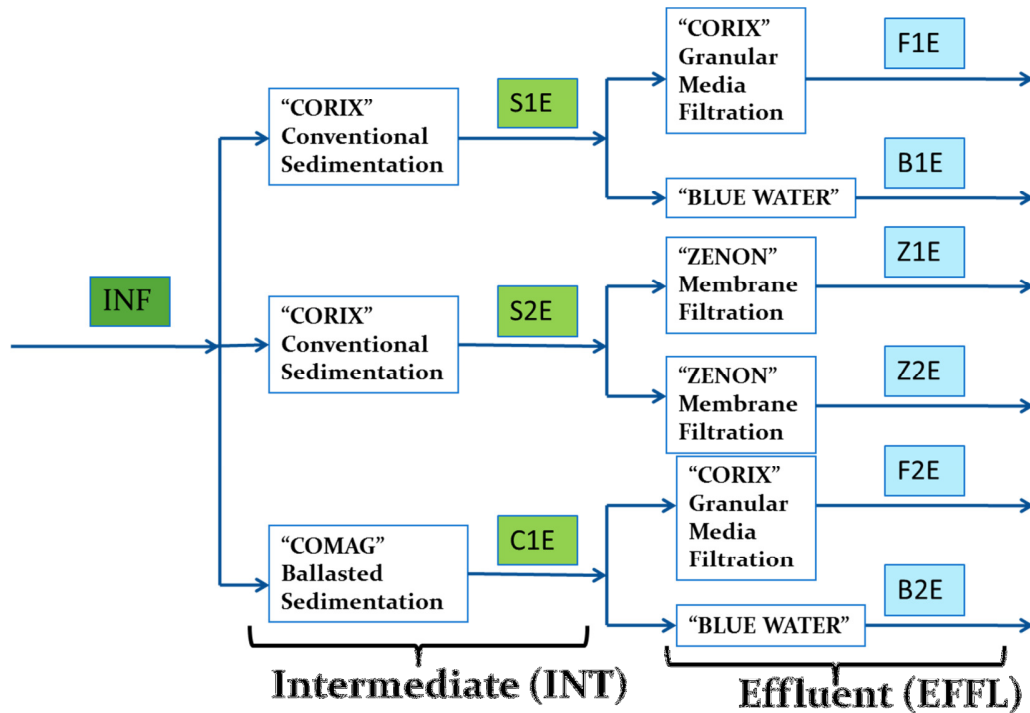 INF
“CORIX”
Conventional
Sedimentation
S1E
“CORIX”
Granular
Media
Filtration
F1E
“BLUE WATER”
B1E
“CORIX”
Conventional
Sedimentation
S2E
“ZENON”
Membrane
Filtration
Z1E
“ZENON”
Membrane
Filtration
Z2E
“COMAG”
Ballasted
Sedimentation
C1E
“CORIX”
Granular
Media
Filtration
F2E
“BLUE WATER”
B2E
Intermediate (INT)
Effluent (EFFL)